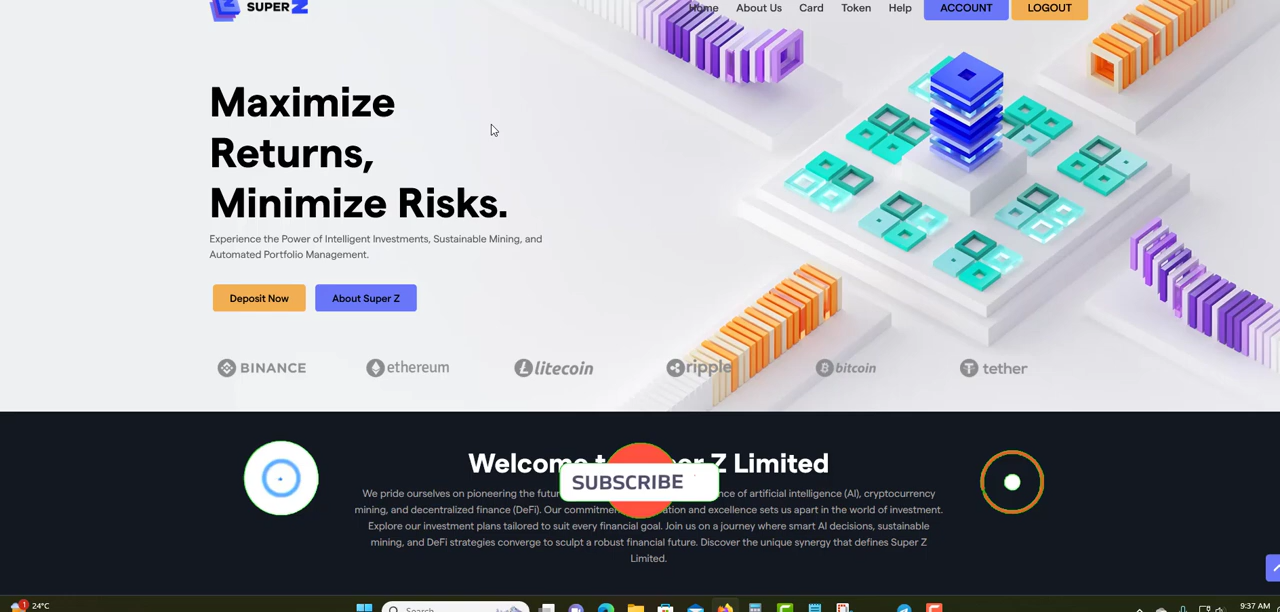 SUPER Z
Home About Us Card Token Help ACCOUNT LOGOUT
Maximize
Returns,
Minimize Risks.
Experience the Power of Intelligent Investments, Sustainable Mining, and
Automated Portfolio Management.
Deposit Now About Super Z
BINANCE ethereum litecoin ripple bitcoin tether
Welcome Z Limited
SUBSCRIBE
We pride ourselves on pioneering the of artificial intelligence (AI), cryptocurrency
mining, and decentralized finance (DeFi). Our and excellence sets us apart in the world of investment.
Explore our investment plans tailored to suit every financial goal. Join us on a journey where smart AI decisions, sustainable
mining, and DeFi strategies converge to sculpt a robust financial future. Discover the unique synergy that defines Super Z
Limited.
1 24°C
Search
9:37 AM